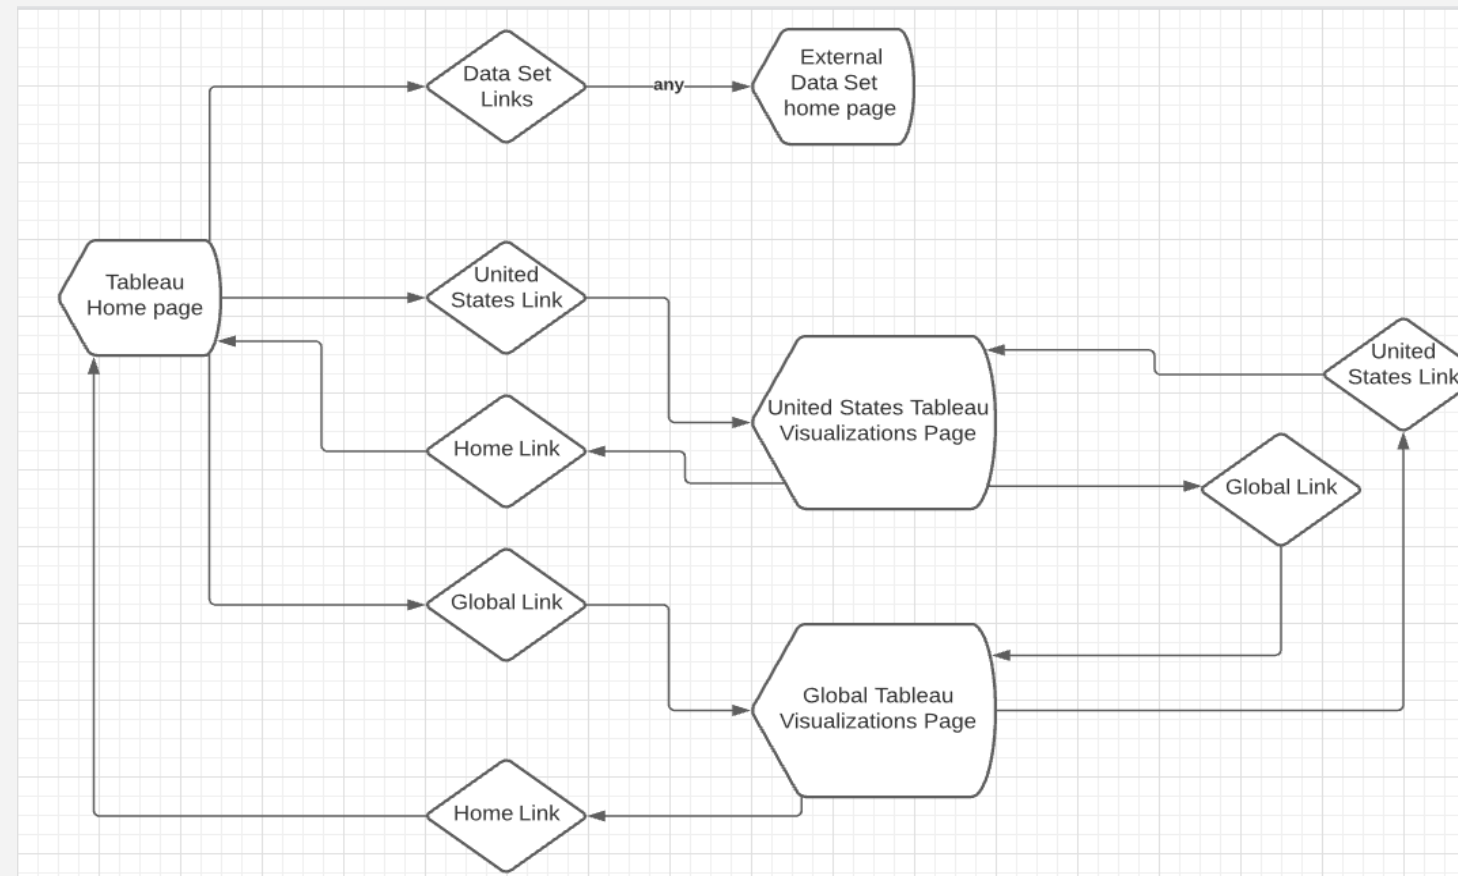 Data Set
Links
any
External
Data Set
home page
Tableau
Home page
United
States Link
United
States Link
United States Tableau
Visualizations Page
Home Link
Global Link
Global Link
Global Tableau
Visualizations Page
Home Link